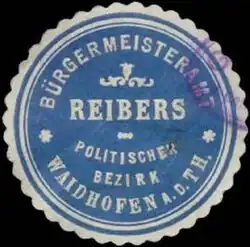 BÜRGERMEISTERAMT
REIBERS
POLITISCHER
BEZIRK
WAIDHOFEN A. D. TH.